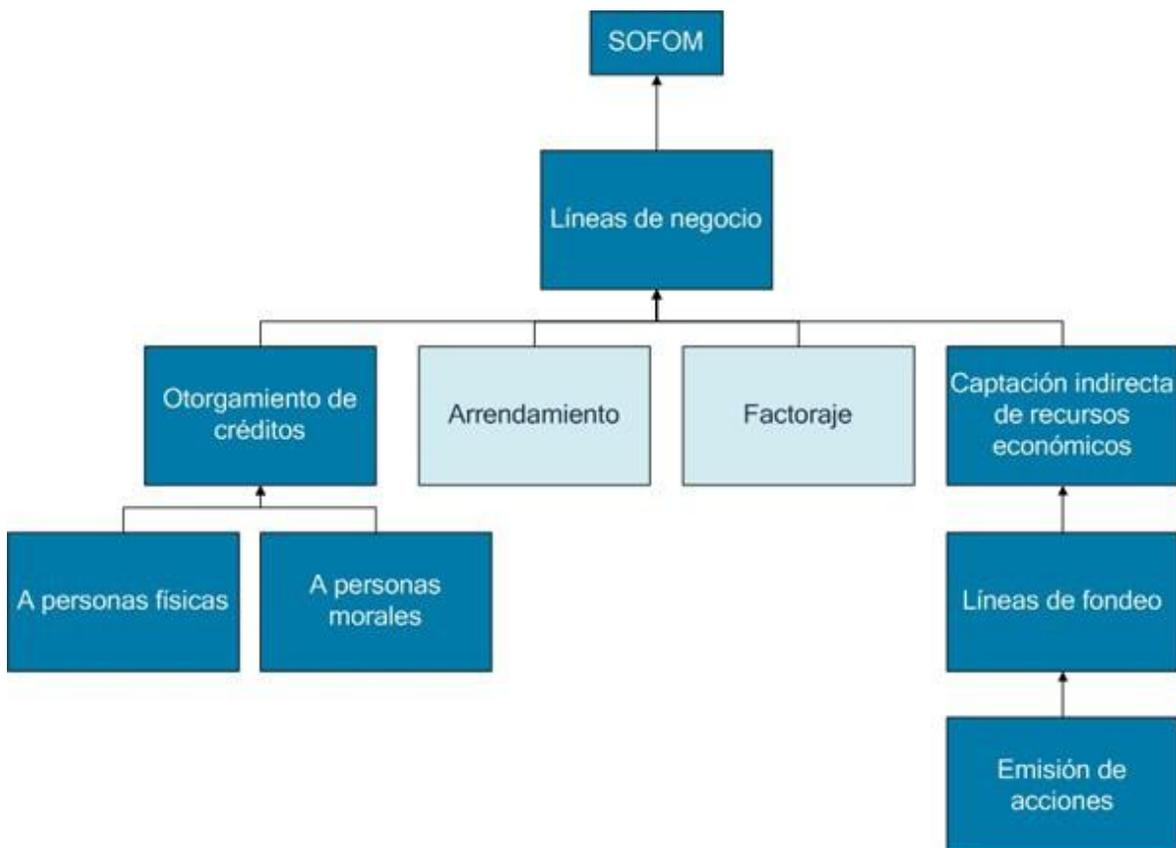 SOFOM
Líneas de negocio
Otorgamiento de
créditos
Arrendamiento
Factoraje
Captación indirecta
de recursos
económicos
A personas físicas
A personas
morales
Líneas de fondeo
Emisión de
acciones